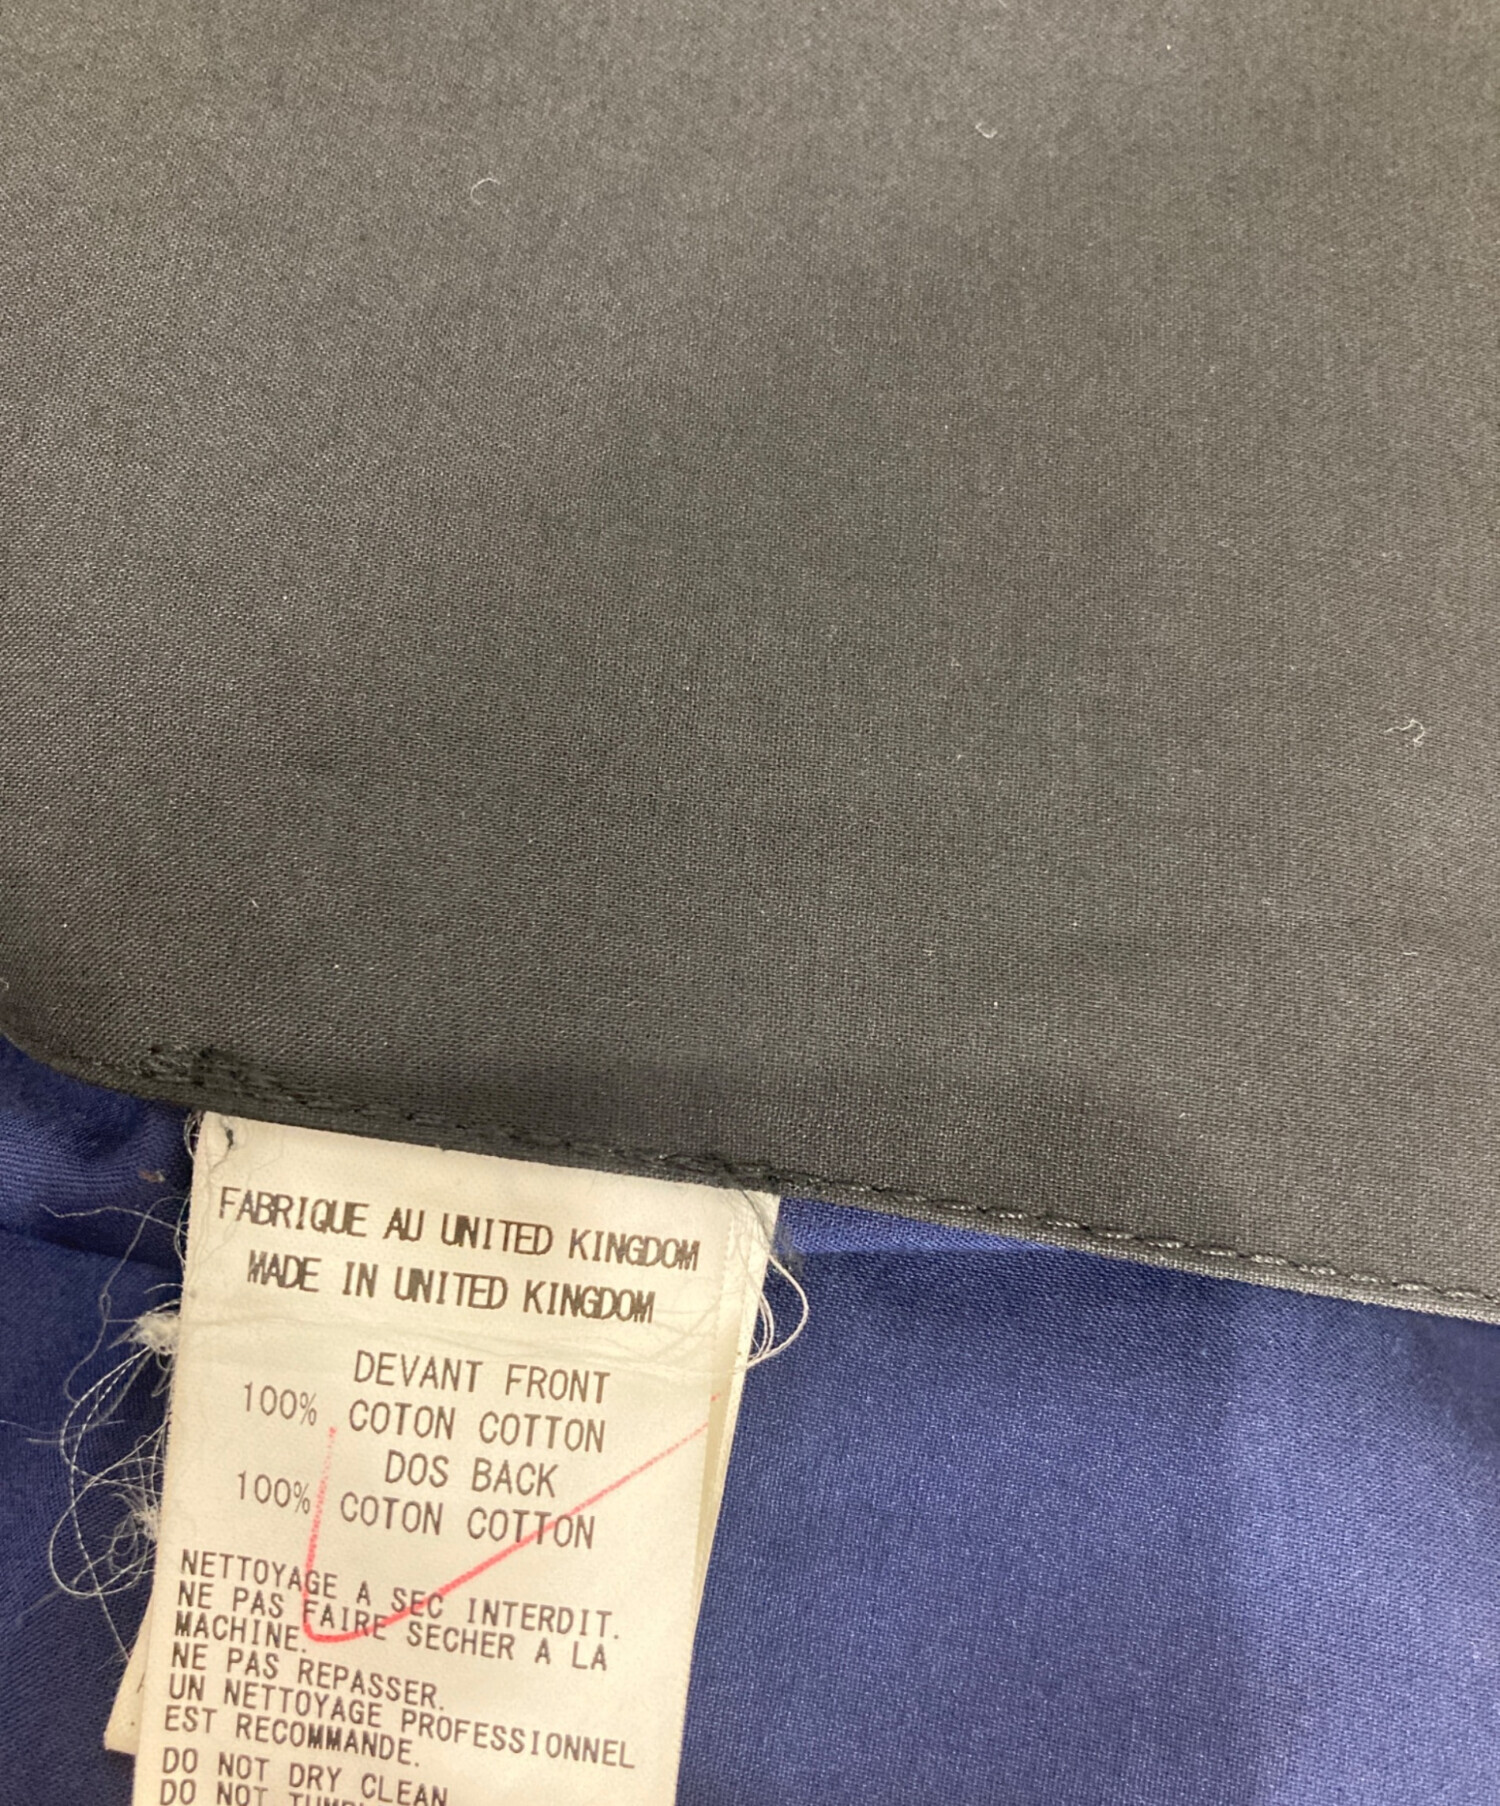 FABRIQUE AU UNITED KINGDOM
MADE IN UNITED KINGDOM
DEVANT FRONT
100% COTON COTTON
DOS BACK
100% COTON COTTON
NETTOYAGE A SEC INTERDIT.
NE PAS FAIRE SECHER A LA
MACHINE.
NE PAS REPASSER.
UN NETTOYAGE PROFESSIONNEL
EST RECOMMANDE.
DO NOT DRY CLEAN
DO NOT